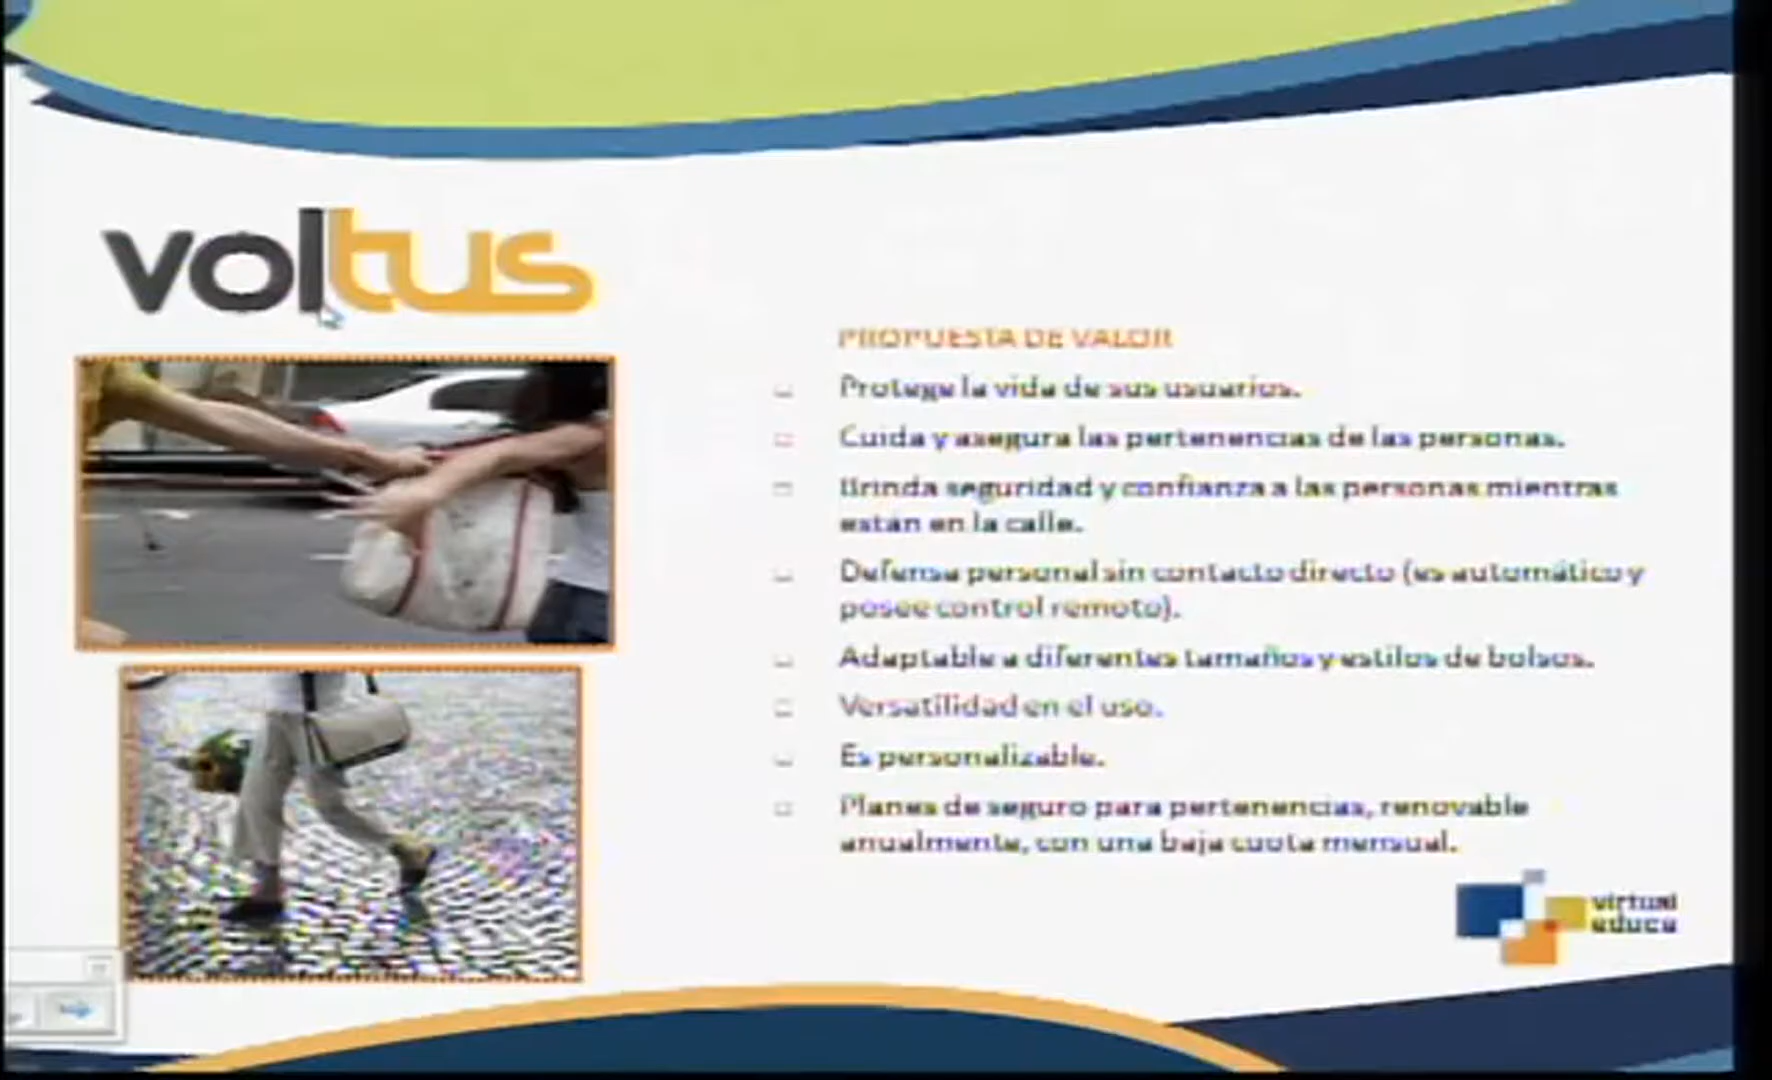 voltus
PROPUESTA DE VALOR
Protege la vida de sus usuarios.
Cuida y asegura las pertenencias de las personas.
Brinda seguridad y confianza a las personas mientras
están en la calle.
Defensa personal sin contacto directo (es automático y
posee control remoto).
Adaptable a diferentes tamaños y estilos de bolsos.
Versatilidad en el uso.
Es personalizable.
Planes de seguro para pertenencias, renovable
anualmente, con una baja cuota mensual.
virtual
educa